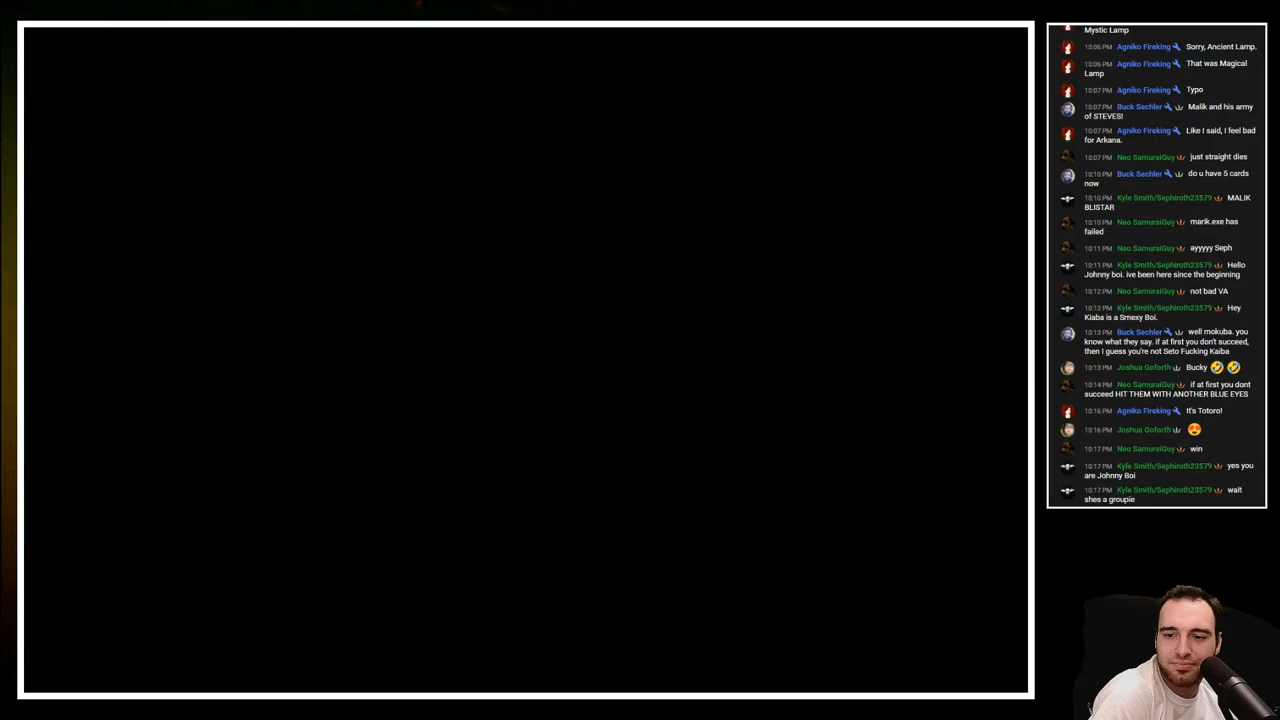 Mystic Lamp
10:06 PM Agniko Fireking Sorry, Ancient Lamp.
10:06 PM Agniko Fireking That was Magical
Lamp
10:07 PM Agniko Fireking Typo
10:07 PM Buck Sechler Malik and his army
of STEVES!
10:07 PM Agniko Fireking Like I said, I feel bad
for Arkana.
10:07 PM Neo SamuraiGuy just straight dies
10:10 PM Buck Sechler do u have 5 cards
now
10:10 PM Kyle Smith/Sephiroth23579 MALIK
BLISTAR
10:10 PM Neo SamuraiGuy marik.exe has
failed
10:11 PM Neo SamuraiGuy ayyyyy Seph
10:11 PM Kyle Smith/Sephiroth23579 Hello
Johnny boi. ive been here since the beginning
10:12 PM Neo SamuraiGuy not bad VA
10:12 PM Kyle Smith/Sephiroth23579 Hey
Kiaba is a Smexy Boi.
10:13 PM Buck Sechler well mokuba. you
know what they say. if at first you don't succeed,
then I guess you're not Seto Fucking Kaiba
10:13 PM Joshua Goforth Bucky 🤣 🤣
10:14 PM Neo SamuraiGuy if at first you dont
succeed HIT THEM WITH ANOTHER BLUE EYES
10:16 PM Agniko Fireking It's Totoro!
10:16 PM Joshua Goforth 😍
10:17 PM Neo SamuraiGuy win
10:17 PM Kyle Smith/Sephiroth23579 yes you
are Johnny Boi
10:17 PM Kyle Smith/Sephiroth23579 wait
shes a groupie